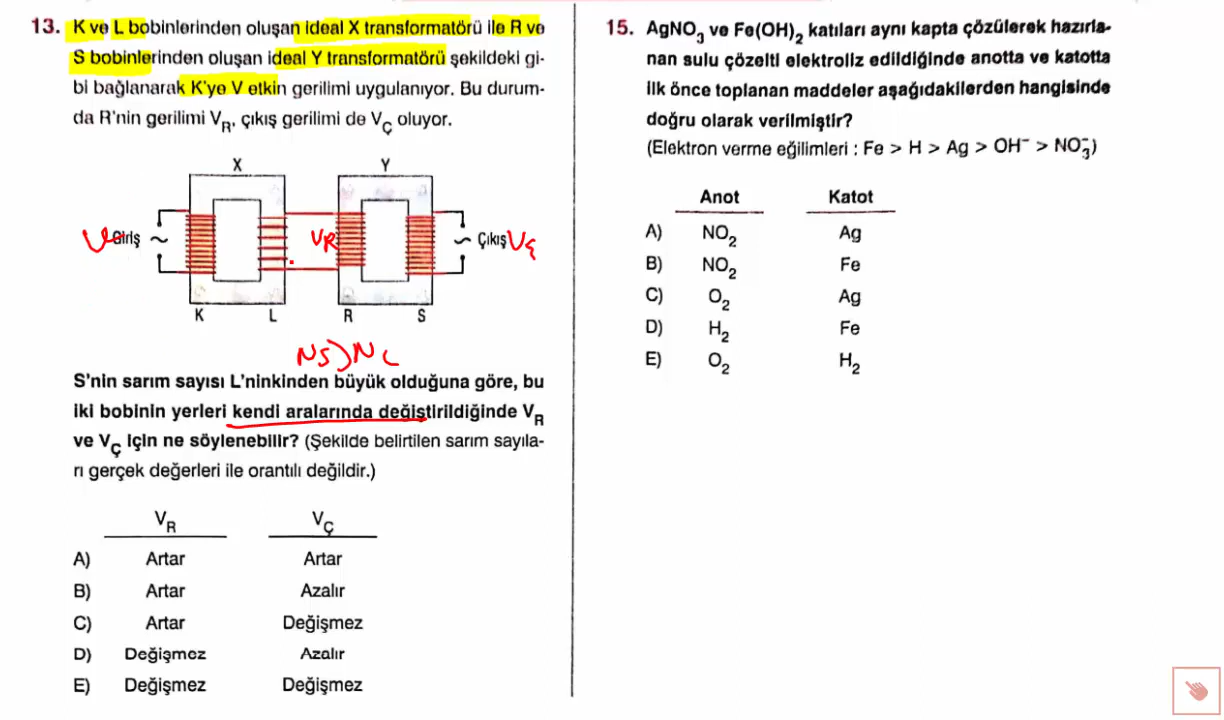 13. K ve L bobinlerinden oluşan ideal X transformatörü ile R ve
S bobinlerinden oluşan ideal Y transformatörü şekildeki gi-
bi bağlanarak K'ye V etkin gerilimi uygulanıyor. Bu durum-
da R'nin gerilimi V_R, çıkış gerilimi de V_Ç oluyor.
X Y
V Giriş ~ V_R ~ Çıkış V_Ç
K L R S
N_S > N_L
S'nin sarım sayısı L'ninkinden büyük olduğuna göre, bu
iki bobinin yerleri kendi aralarında değiştirildiğinde V_R
ve V_Ç için ne söylenebilir? (Şekilde belirtilen sarım sayıla-
rı gerçek değerleri ile orantılı değildir.)
V_R V_Ç
A) Artar Artar
B) Artar Azalır
C) Artar Değişmez
D) Değişmez Azalır
E) Değişmez Değişmez
15. AgNO₃ ve Fe(OH)₂ katıları aynı kapta çözülerek hazırla-
nan sulu çözelti elektroliz edildiğinde anotta ve katotta
ilk önce toplanan maddeler aşağıdakilerden hangisinde
doğru olarak verilmiştir?
(Elektron verme eğilimleri : Fe > H > Ag > OH⁻ > NO₃⁻)
Anot Katot
A) NO₂ Ag
B) NO₂ Fe
C) O₂ Ag
D) H₂ Fe
E) O₂ H₂